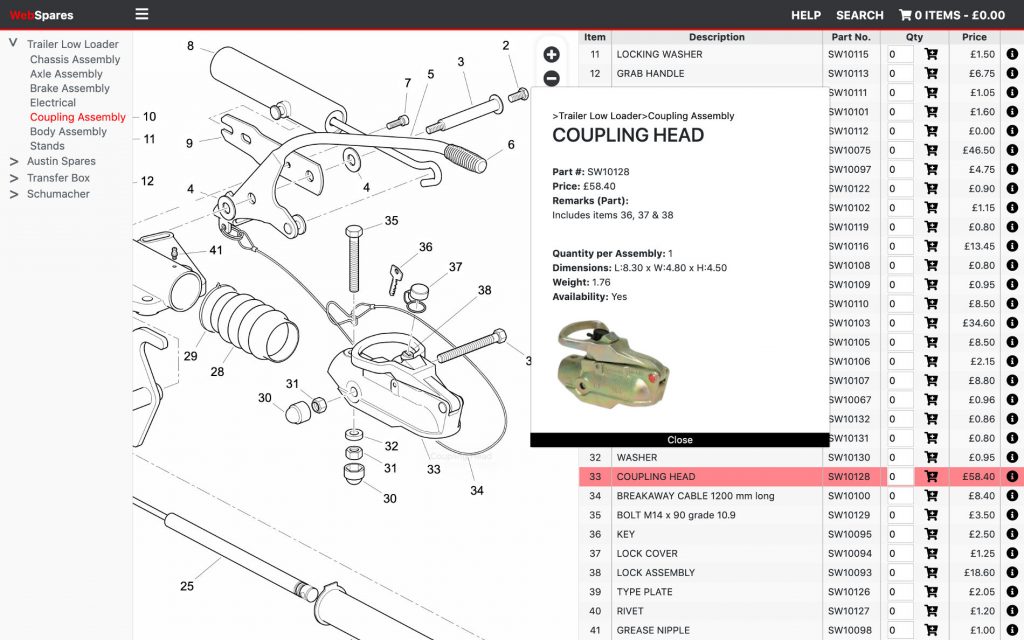 WebSpares
HELP SEARCH 0 ITEMS - £0.00
Trailer Low Loader
Chassis Assembly
Axle Assembly
Brake Assembly
Electrical
Coupling Assembly
Body Assembly
Stands
Austin Spares
Transfer Box
Schumacher
8
2
3
5
7
10
11
9
6
12
4
4
35
41
36
37
38
29
28
3
31
30
32
31
33
30
34
25
Item Description Part No. Qty Price
11 LOCKING WASHER SW10115 0 £1.50
12 GRAB HANDLE SW10113 0 £6.75
SW10111 0 £1.05
SW10101 0 £1.60
SW10112 0 £0.00
SW10075 0 £46.50
SW10097 0 £4.75
SW10122 0 £0.90
SW10102 0 £1.15
SW10119 0 £0.80
SW10116 0 £13.45
SW10108 0 £0.80
SW10109 0 £0.95
SW10110 0 £8.50
SW10103 0 £34.60
SW10105 0 £8.50
SW10106 0 £2.15
SW10107 0 £8.80
SW10067 0 £0.96
SW10132 0 £0.86
SW10131 0 £0.80
32 WASHER SW10130 0 £0.95
33 COUPLING HEAD SW10128 0 £58.40
34 BREAKAWAY CABLE 1200 mm long SW10100 0 £8.40
35 BOLT M14 x 90 grade 10.9 SW10129 0 £3.50
36 KEY SW10095 0 £2.50
37 LOCK COVER SW10094 0 £1.25
38 LOCK ASSEMBLY SW10093 0 £18.60
39 TYPE PLATE SW10126 0 £2.05
40 RIVET SW10127 0 £1.20
41 GREASE NIPPLE SW10098 0 £1.00
>Trailer Low Loader>Coupling Assembly
COUPLING HEAD
Part #: SW10128
Price: £58.40
Remarks (Part):
Includes items 36, 37 & 38
Quantity per Assembly: 1
Dimensions: L:8.30 x W:4.80 x H:4.50
Weight: 1.76
Availability: Yes
Close